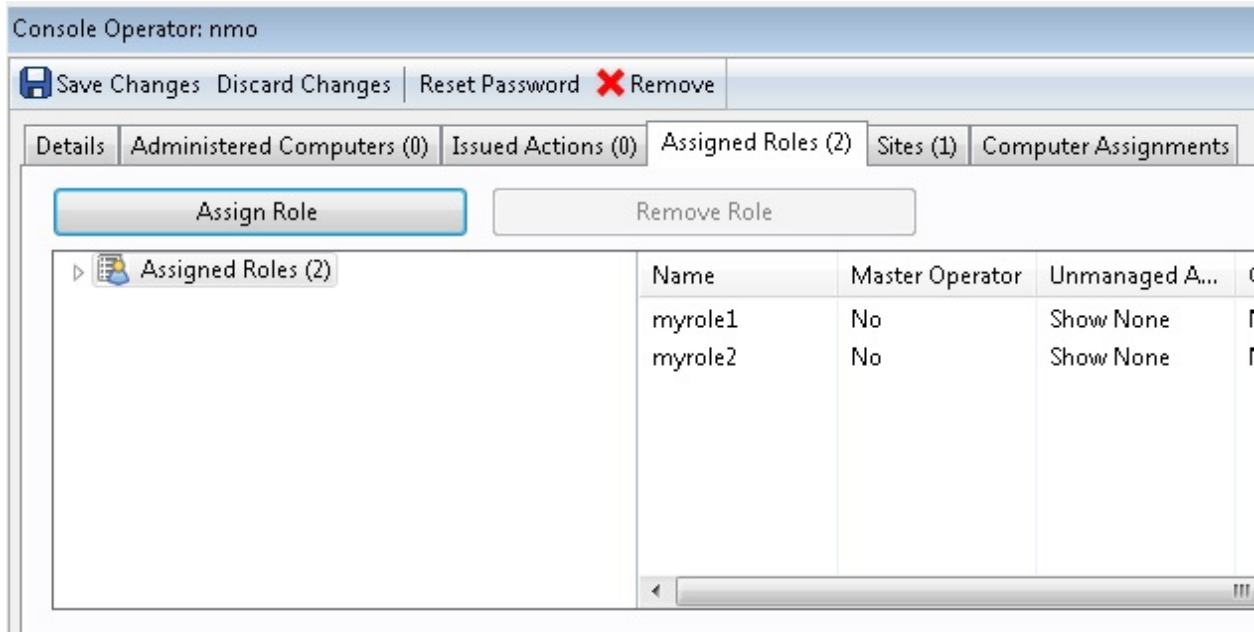 Console Operator: nmo
Save Changes Discard Changes Reset Password Remove
Details Administered Computers (0) Issued Actions (0) Assigned Roles (2) Sites (1) Computer Assignments
Assign Role Remove Role
Assigned Roles (2) Name Master Operator Unmanaged A...
myrole1 No Show None
myrole2 No Show None